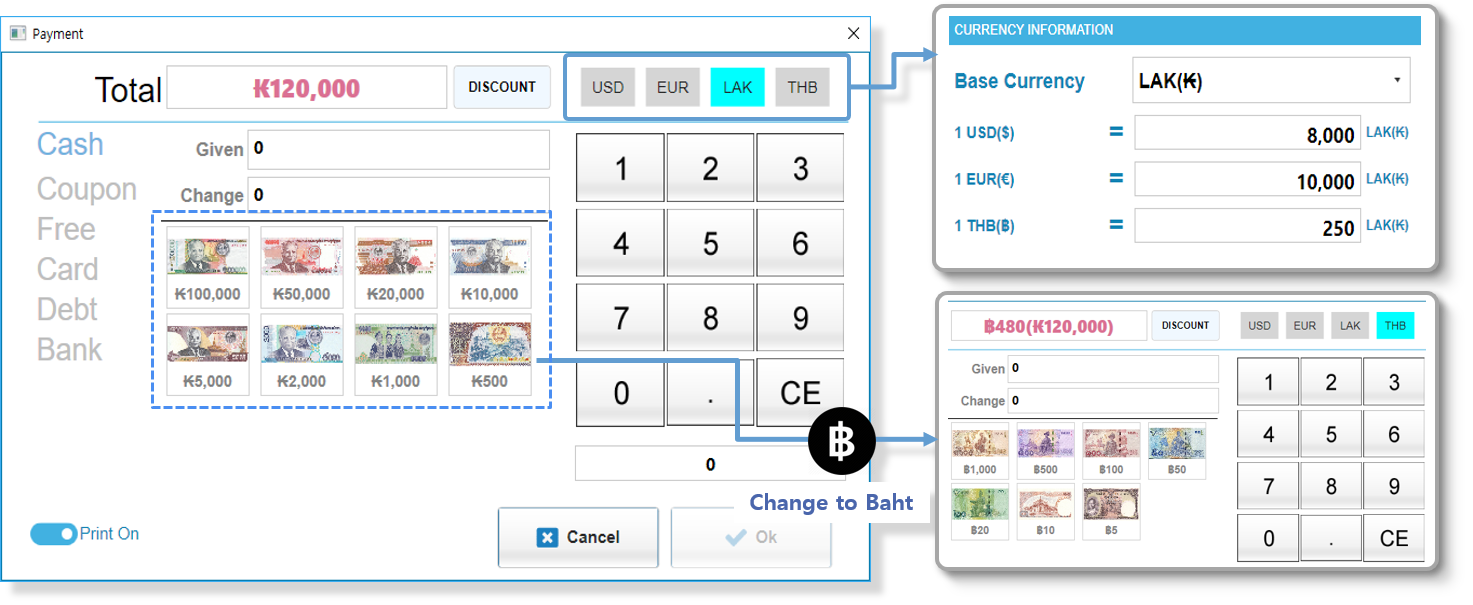 Payment
Total ₭120,000 DISCOUNT
USD EUR LAK THB
Cash
Coupon
Free
Card
Debt
Bank
Given 0
Change 0
₭100,000 ₭50,000 ₭20,000 ₭10,000
₭5,000 ₭2,000 ₭1,000 ₭500
1 2 3
4 5 6
7 8 9
0 . CE
0
Print On
Cancel
Ok
฿
Change to Baht
CURRENCY INFORMATION
Base Currency LAK(₭)
1 USD($) = 8,000 LAK(₭)
1 EUR(€) = 10,000 LAK(₭)
1 THB(฿) = 250 LAK(₭)
฿480(₭120,000) DISCOUNT
USD EUR LAK THB
Given 0
Change 0
฿1,000 ฿500 ฿100 ฿50
฿20 ฿10 ฿5
1 2 3
4 5 6
7 8 9
0 . CE